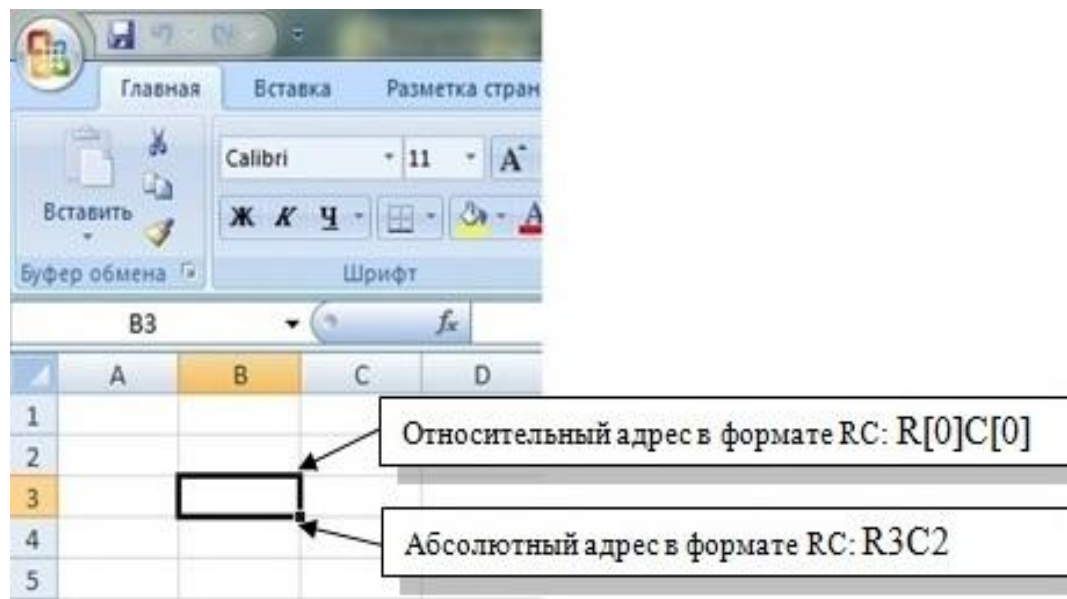 Главная Вставка Разметка стран
Calibri 11 A
Вставить Ж К Ч A
Буфер обмена Шрифт
B3 fx
A B C D
1
2
3
4
5
Относительный адрес в формате RC: R[0]C[0]
Абсолютный адрес в формате RC: R3C2